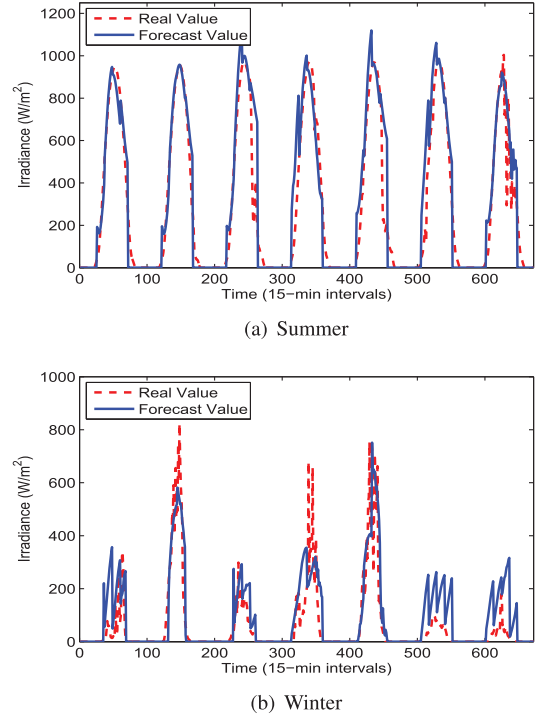 1200
1000
800
600
400
200
0
Irradiance (W/m²)
Real Value
Forecast Value
0 100 200 300 400 500 600
Time (15−min intervals)
(a) Summer
1000
800
600
400
200
0
Irradiance (W/m²)
Real Value
Forecast Value
0 100 200 300 400 500 600
Time (15−min intervals)
(b) Winter